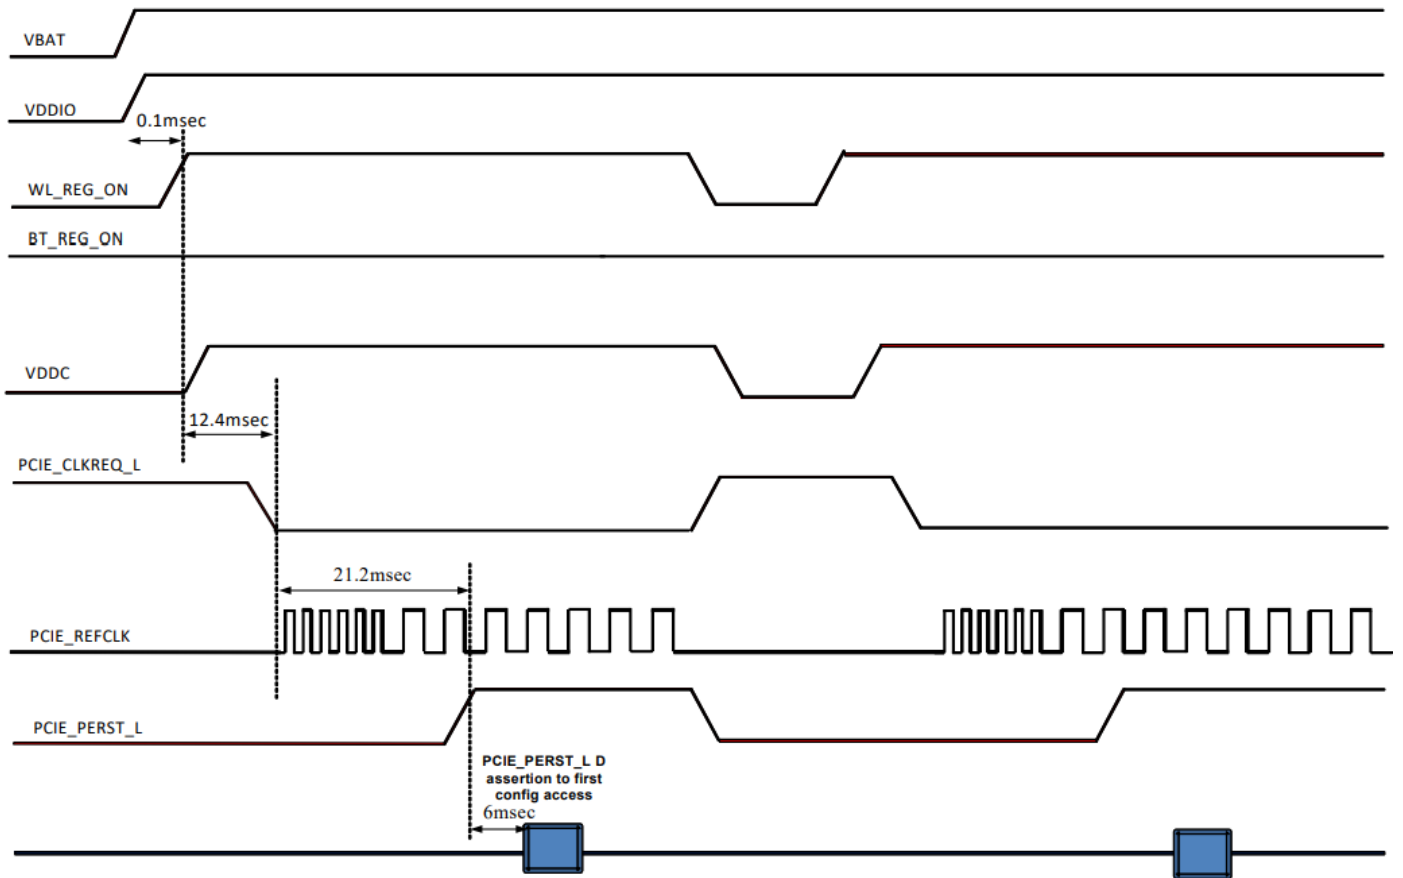 VBAT
VDDIO
0.1msec
WL_REG_ON
BT_REG_ON
VDDC
12.4msec
PCIE_CLKREQ_L
21.2msec
PCIE_REFCLK
PCIE_PERST_L
PCIE_PERST_L D
assertion to first
config access
6msec